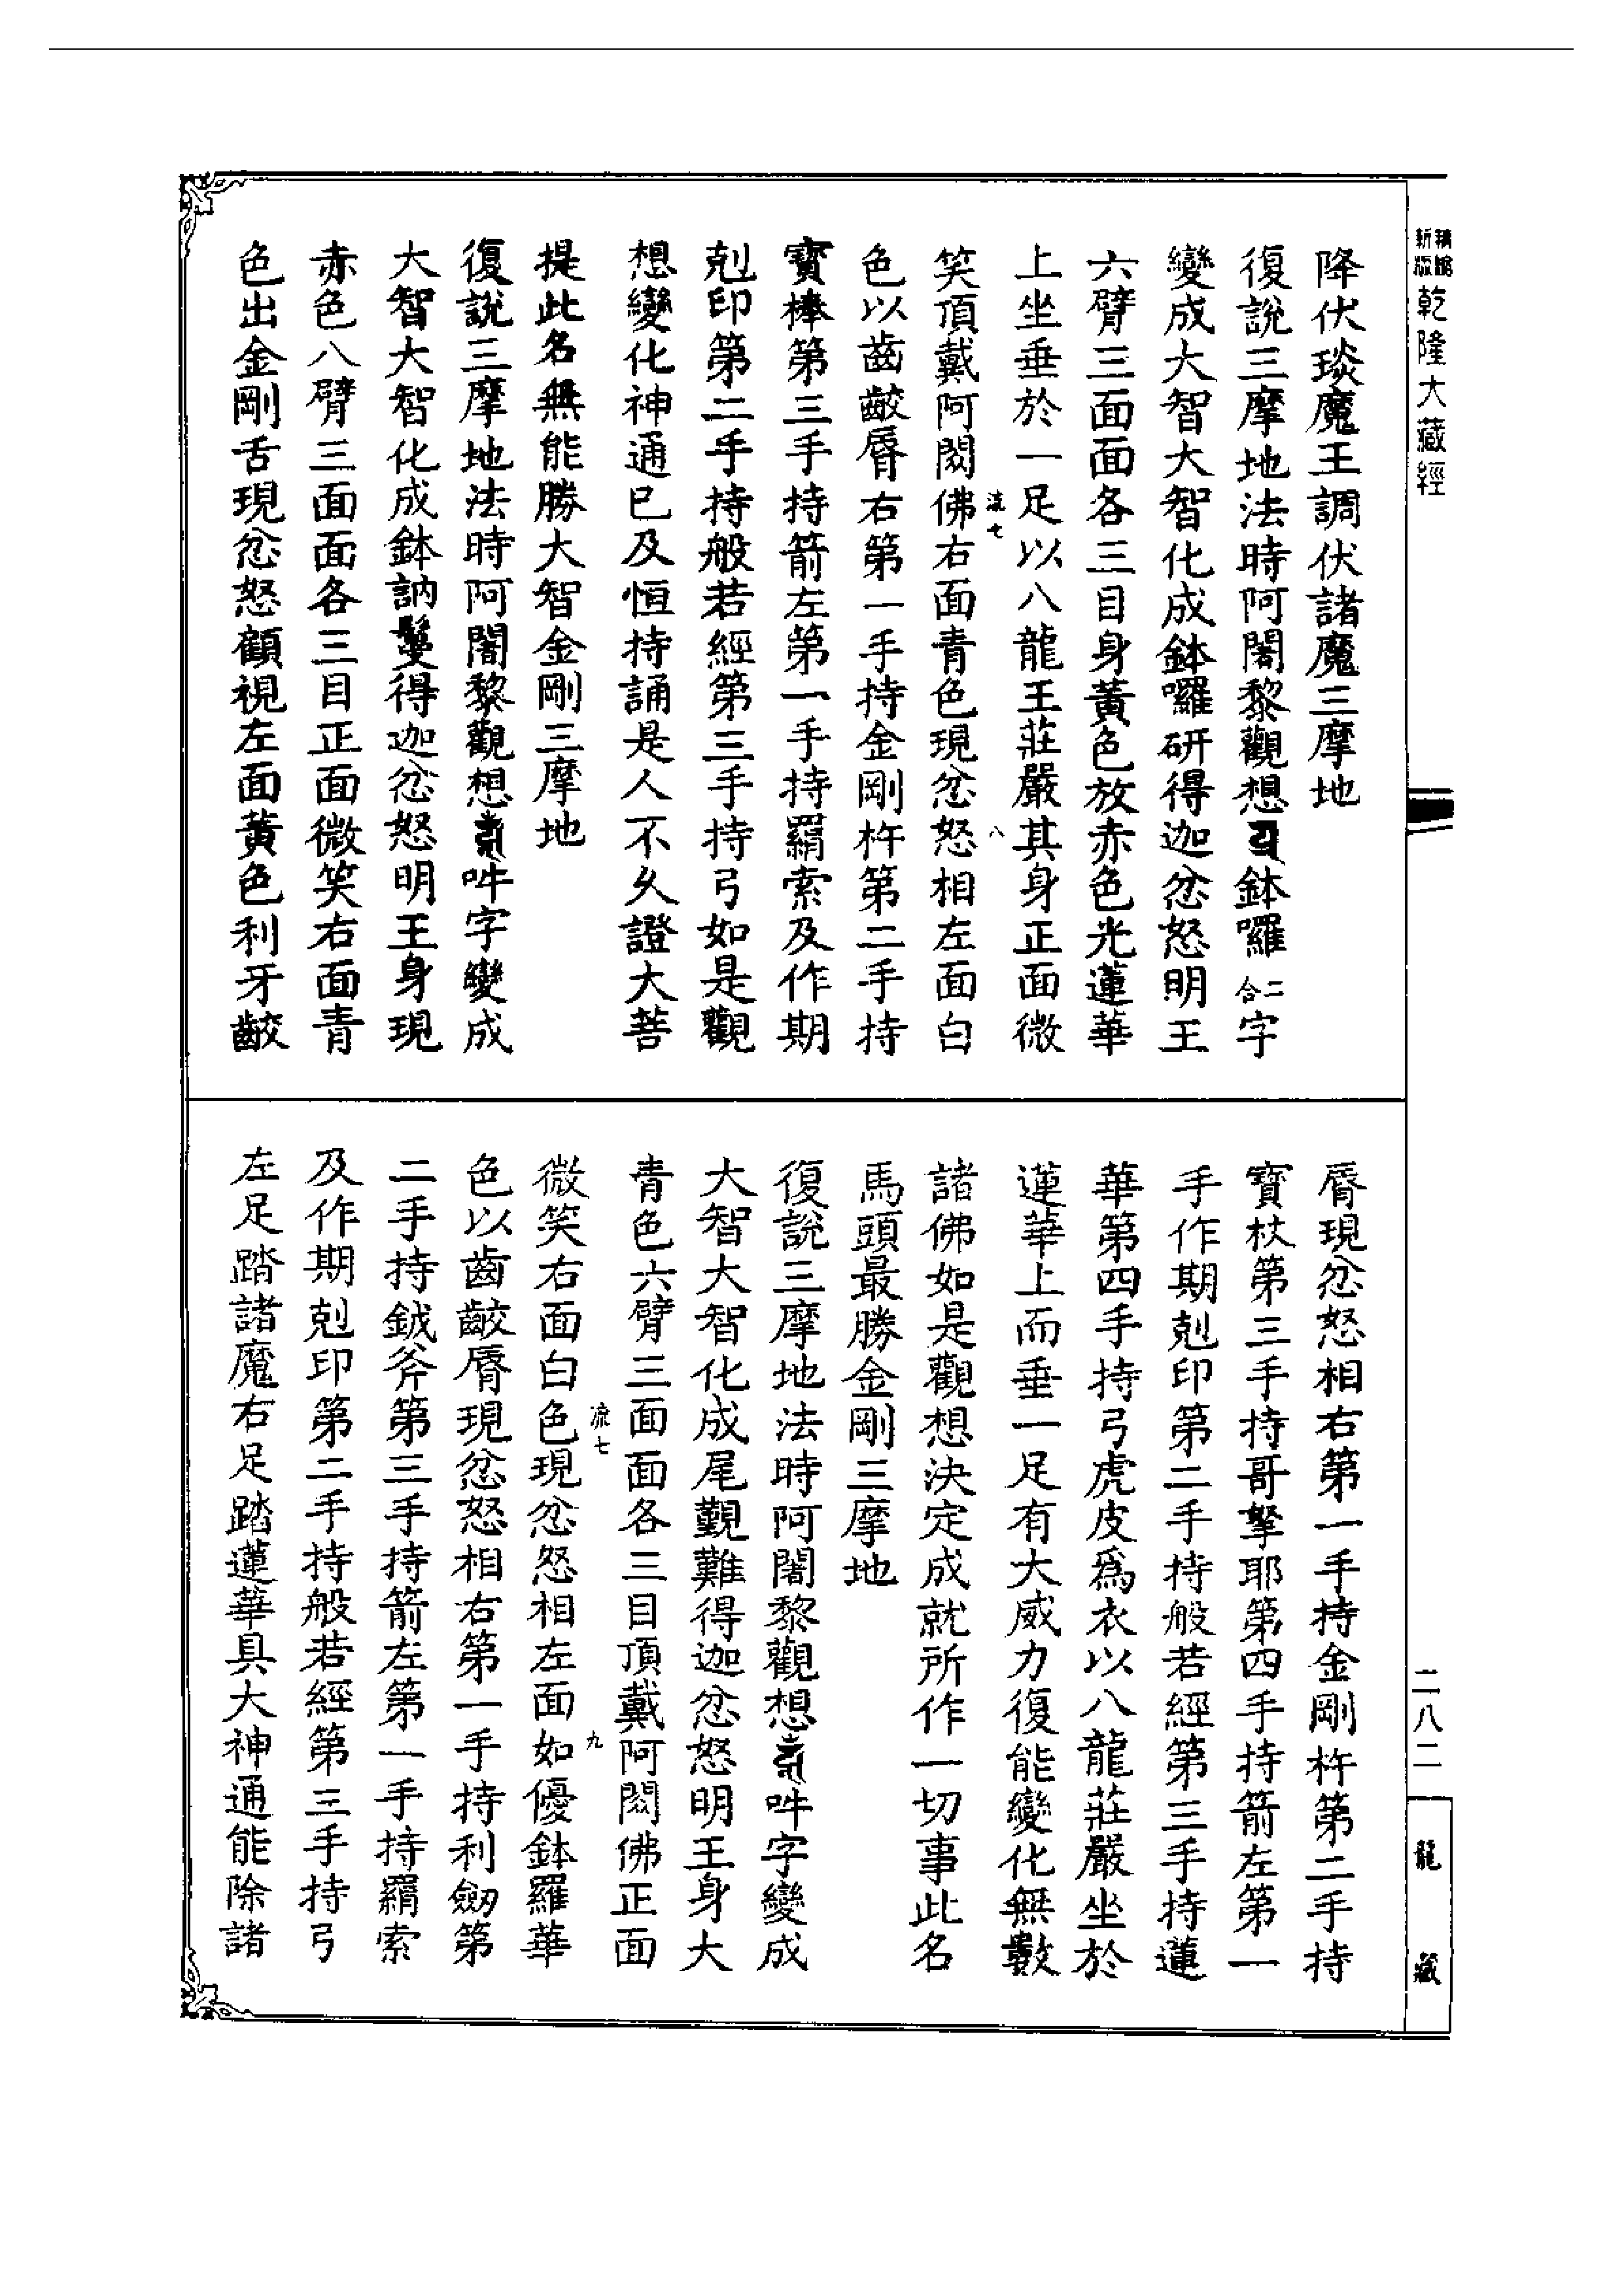 新版
乾隆大藏經
降伏琰魔王調伏諸魔三摩地
復說三摩地法時阿闍黎觀想鉢囉二合字
變成大智大智化成鉢囉研得迦忿怒明王
六臂三面面各三目身黃色放赤色光蓮華
上坐垂於一足以八龍王莊嚴其身正面微
流七
八
笑頂戴阿閦佛右面青色現忿怒相左面白
色以齒齩脣右第一手持金剛杵第二手持
寶棒第三手持箭左第一手持羂索及作期
剋印第二手持般若經第三手持弓如是觀
想變化神通已及恒持誦是人不久證大菩
提此名無能勝大智金剛三摩地
復說三摩地法時阿闍黎觀想吽字變成
大智大智化成鉢訥鬘得迦忿怒明王身現
赤色八臂三面面各三目正面微笑右面青
色出金剛舌現忿怒顧視左面黃色利牙齩
脣現忿怒相右第一手持金剛杵第二手持
寶杖第三手持哥拏耶第四手持箭左第一
手作期剋印第二手持般若經第三手持蓮
華第四手持弓虎皮爲衣以八龍莊嚴坐於
蓮華上而垂一足有大威力復能變化無數
諸佛如是觀想決定成就所作一切事此名
馬頭最勝金剛三摩地
復說三摩地法時阿闍黎觀想吽字變成
大智大智化成尾覲難得迦忿怒明王身大
青色六臂三面面各三目頂戴阿閦佛正面
流七
九
微笑右面白色現忿怒相左面如優鉢羅華
色以齒齩脣現忿怒相右第一手持利劒第
二手持鉞斧第三手持箭左第一手持羂索
及作期剋印第二手持般若經第三手持弓
左足踏諸魔右足踏蓮華具大神通能除諸
二八二
龍藏